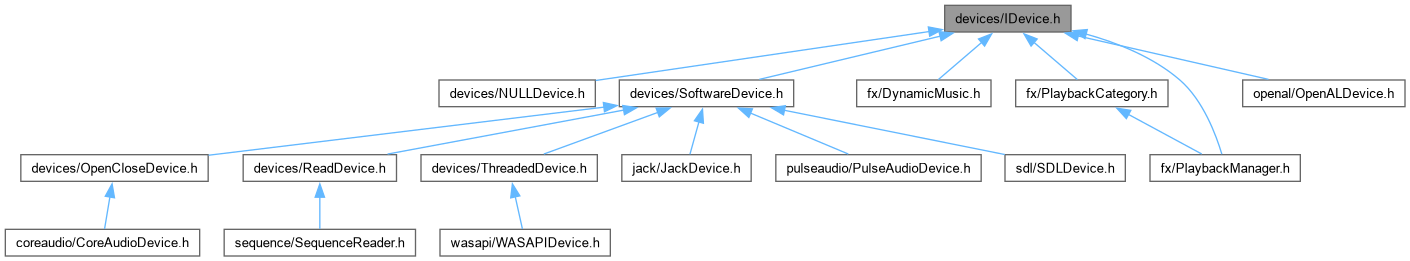 devices/IDevice.h
devices/NULLDevice.h
devices/SoftwareDevice.h
fx/DynamicMusic.h
fx/PlaybackCategory.h
openal/OpenALDevice.h
devices/OpenCloseDevice.h
devices/ReadDevice.h
devices/ThreadedDevice.h
jack/JackDevice.h
pulseaudio/PulseAudioDevice.h
sdl/SDLDevice.h
fx/PlaybackManager.h
coreaudio/CoreAudioDevice.h
sequence/SequenceReader.h
wasapi/WASAPIDevice.h